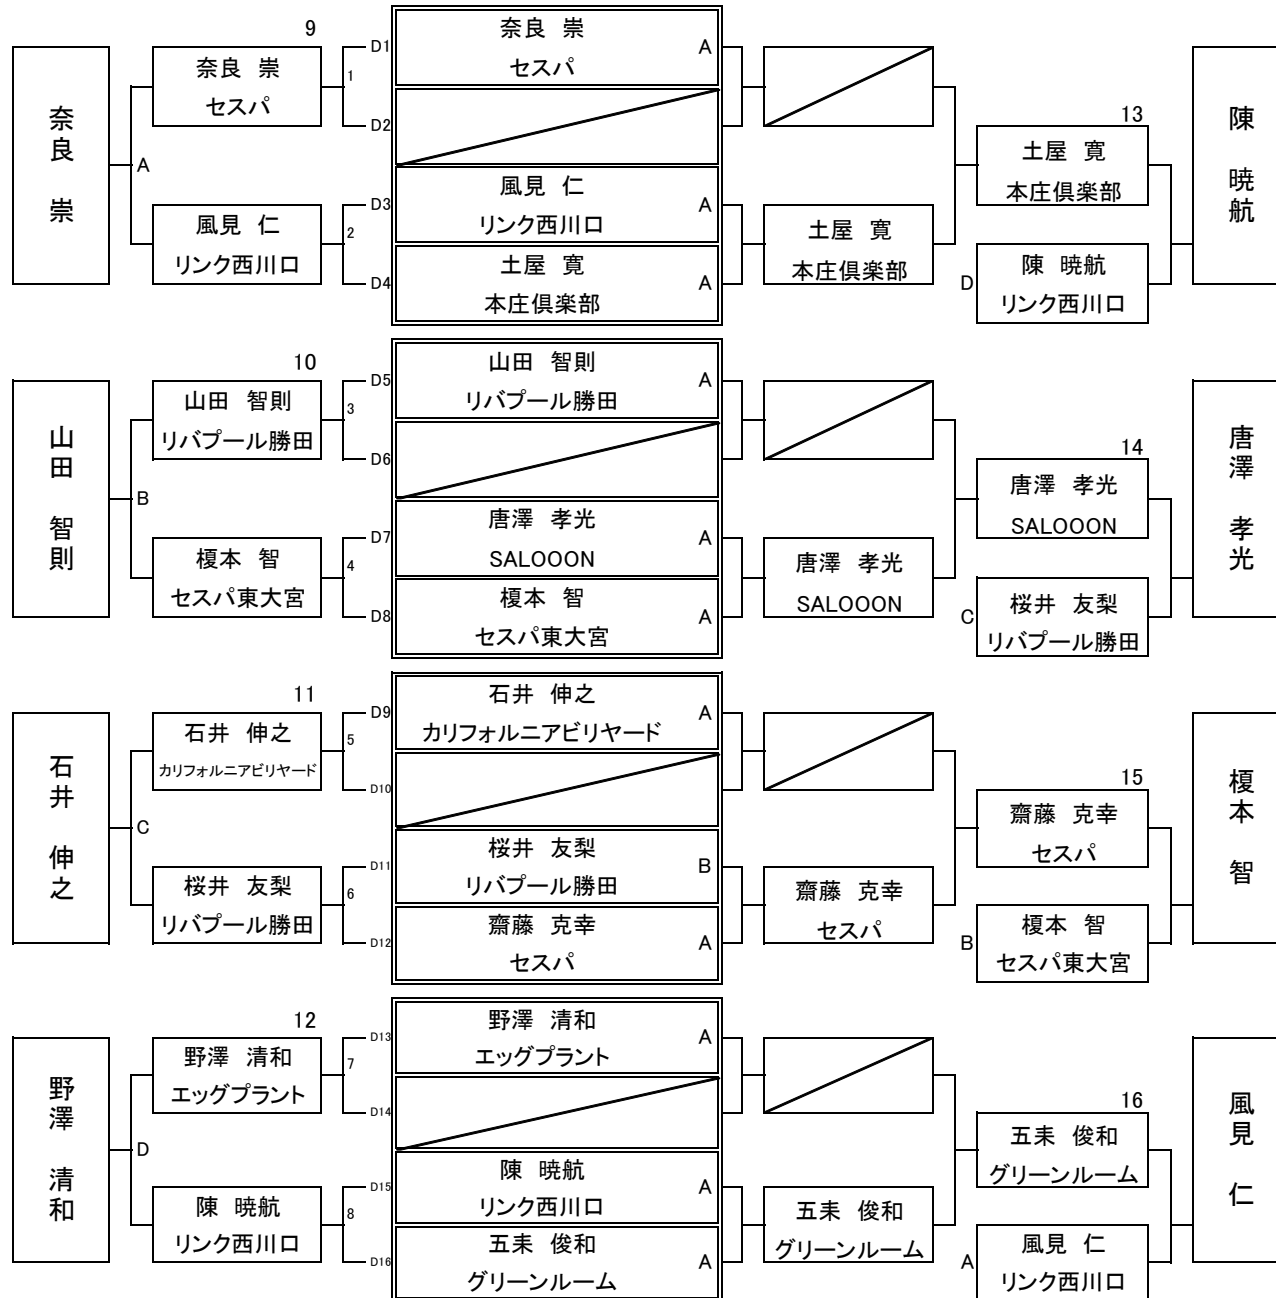 9
奈良 崇
セスパ
A
D1
奈良 崇
セスパ
1
D2
奈良 崇
A
風見 仁
リンク西川口
2
D3
風見 仁
リンク西川口
A
D4
土屋 寛
本庄倶楽部
A
土屋 寛
本庄倶楽部
13
土屋 寛
本庄倶楽部
D
陳 暁航
リンク西川口
陳 暁航
10
山田 智則
リバプール勝田
A
D5
山田 智則
リバプール勝田
3
D6
山田 智則
B
榎本 智
セスパ東大宮
4
D7
唐澤 孝光
SALOOON
A
D8
榎本 智
セスパ東大宮
A
唐澤 孝光
SALOOON
14
唐澤 孝光
SALOOON
C
桜井 友梨
リバプール勝田
唐澤 孝光
11
石井 伸之
カリフォルニアビリヤード
A
D9
石井 伸之
カリフォルニアビリヤード
5
D10
石井 伸之
C
桜井 友梨
リバプール勝田
6
D11
桜井 友梨
リバプール勝田
B
D12
齋藤 克幸
セスパ
A
齋藤 克幸
セスパ
15
齋藤 克幸
セスパ
B
榎本 智
セスパ東大宮
榎本 智
12
野澤 清和
エッグプラント
A
D13
野澤 清和
エッグプラント
7
D14
野澤 清和
D
陳 暁航
リンク西川口
8
D15
陳 暁航
リンク西川口
A
D16
五耒 俊和
グリーンルーム
A
五耒 俊和
グリーンルーム
16
五耒 俊和
グリーンルーム
A
風見 仁
リンク西川口
風見 仁